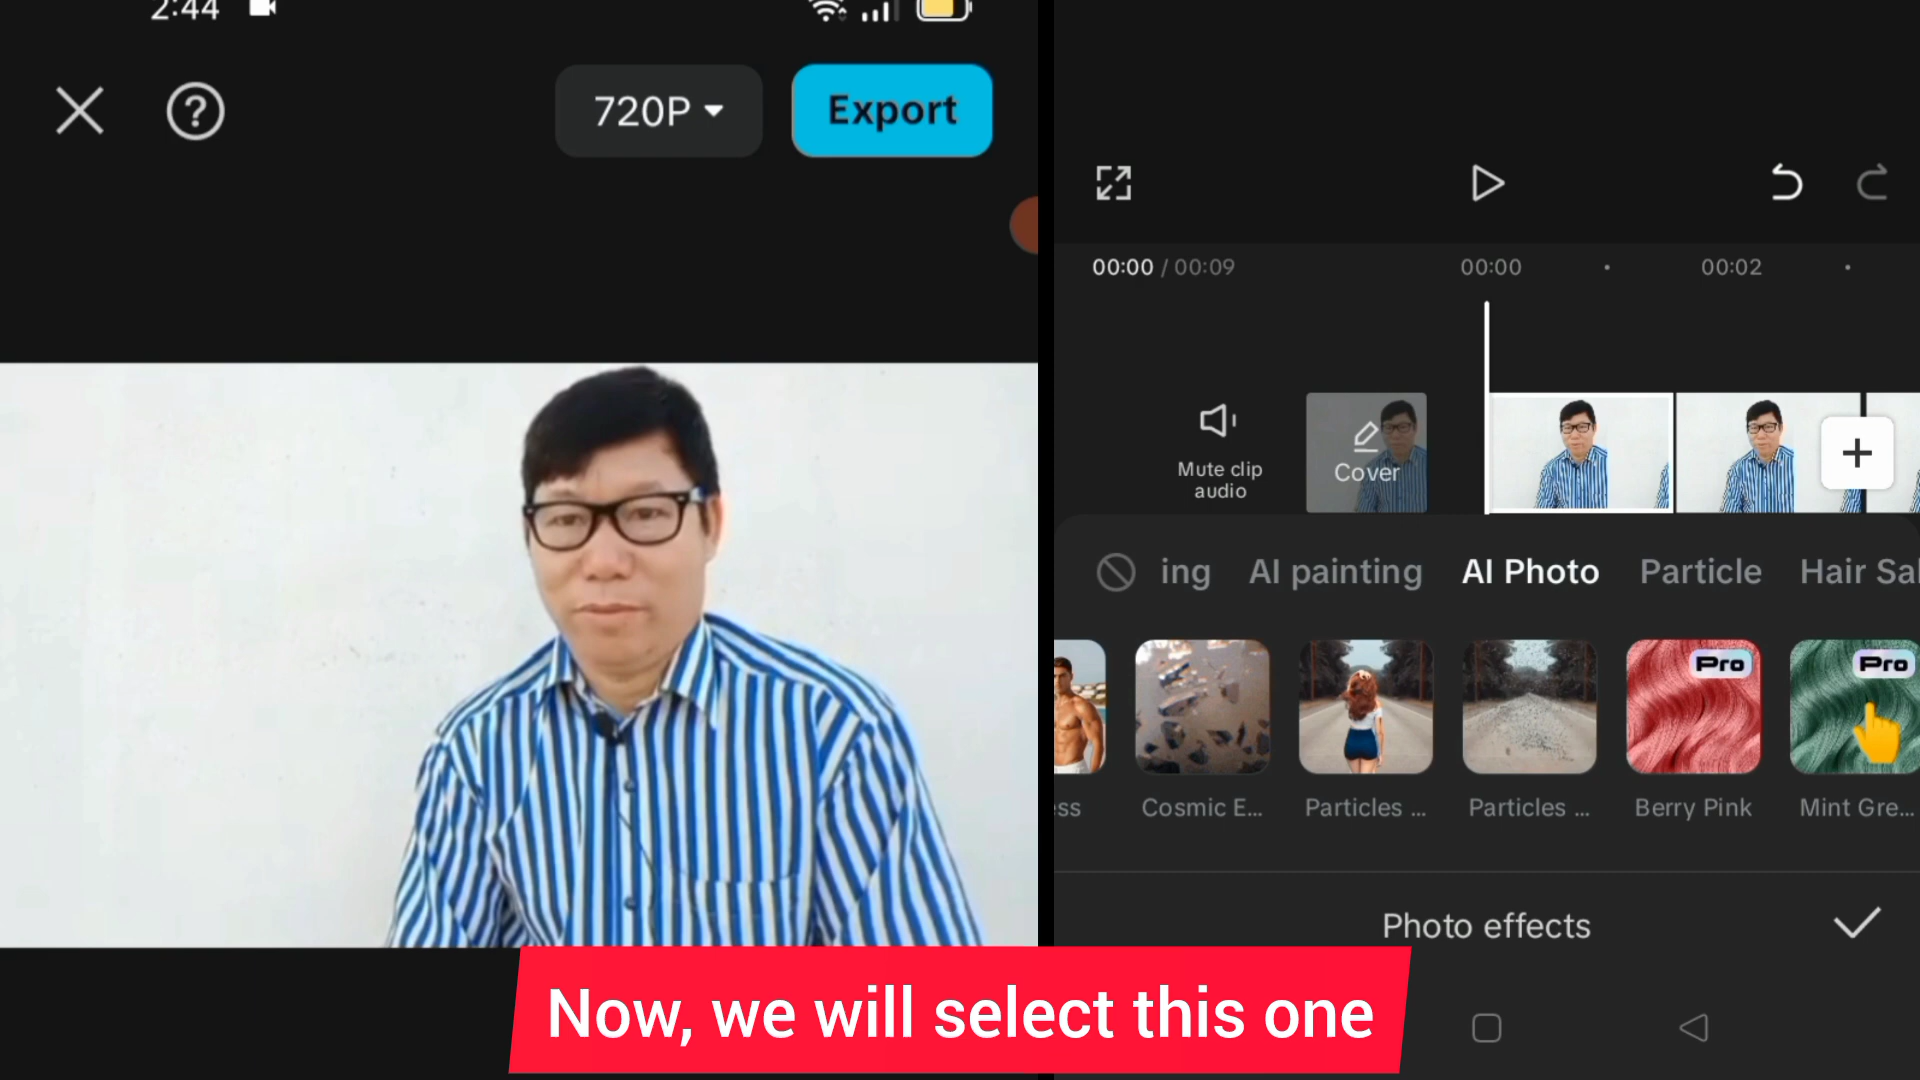 2:44
720P
Export
00:00 / 00:09
00:00
00:02
Mute clip
audio
Cover
ing
AI painting
AI Photo
Particle
Hair Sal
ss
Cosmic E...
Particles ...
Particles ...
Pro
Berry Pink
Pro
Mint Gre...
Photo effects
Now, we will select this one